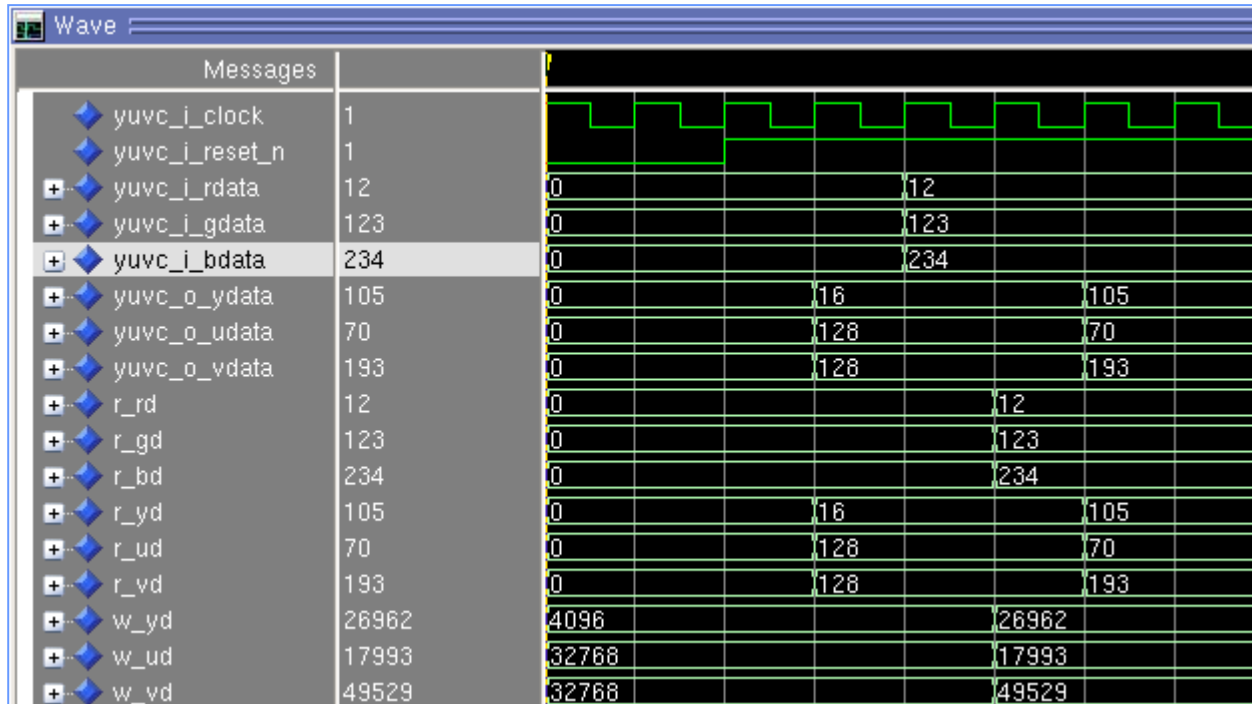 Wave
Messages
yuvc_i_clock 1
yuvc_i_reset_n 1
yuvc_i_rdata 12 0 12
yuvc_i_gdata 123 0 123
yuvc_i_bdata 234 0 234
yuvc_o_ydata 105 0 16 105
yuvc_o_udata 70 0 128 70
yuvc_o_vdata 193 0 128 193
r_rd 12 0 12
r_gd 123 0 123
r_bd 234 0 234
r_yd 105 0 16 105
r_ud 70 0 128 70
r_vd 193 0 128 193
w_yd 26962 4096 26962
w_ud 17993 32768 17993
w_vd 49529 32768 49529